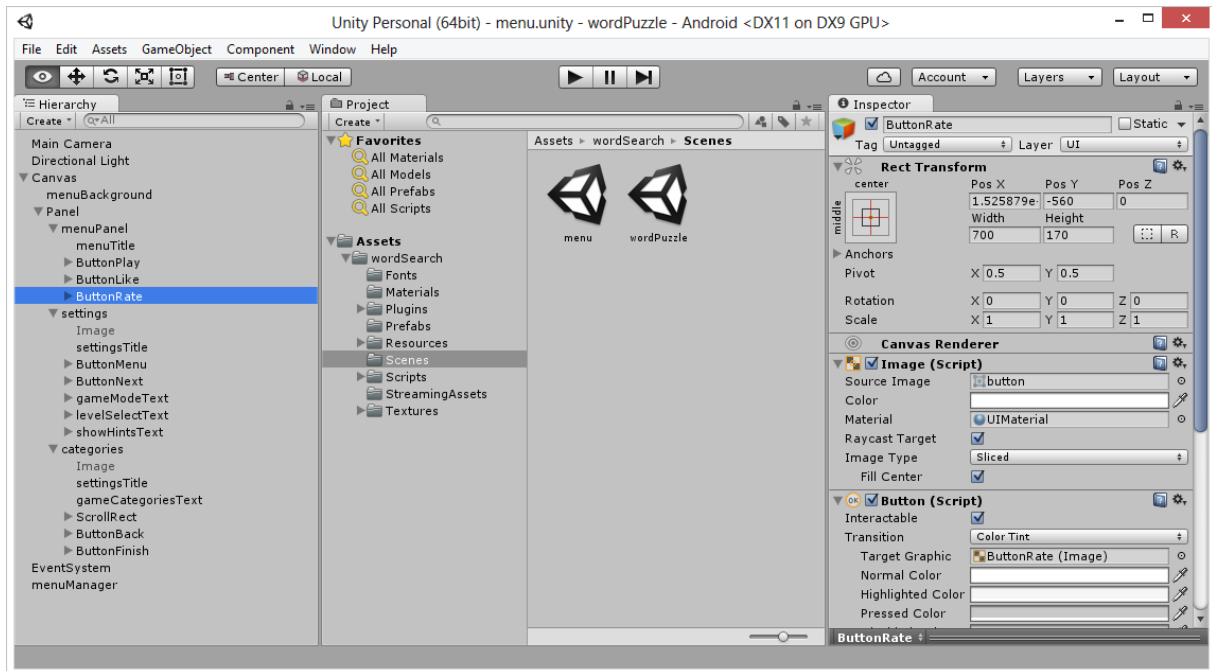 Unity Personal (64bit) - menu.unity - wordPuzzle - Android <DX11 on DX9 GPU>
File Edit Assets GameObject Component Window Help
Center Local Account Layers Layout
Hierarchy
Create All
Main Camera
Directional Light
Canvas
menuBackground
Panel
menuPanel
menuTitle
ButtonPlay
ButtonLike
ButtonRate
settings
Image
settingsTitle
ButtonMenu
ButtonNext
gameModeText
levelSelectText
showHintsText
categories
Image
settingsTitle
gameCategoriesText
ScrollRect
ButtonBack
ButtonFinish
EventSystem
menuManager
Project
Create
Favorites
All Materials
All Models
All Prefabs
All Scripts
Assets
wordSearch
Fonts
Materials
Plugins
Prefabs
Resources
Scenes
Scripts
StreamingAssets
Textures
Assets ▸ wordSearch ▸ Scenes
menu wordPuzzle
Inspector
ButtonRate Static
Tag Untagged Layer UI
Rect Transform
center Pos X Pos Y Pos Z
middle 1.525879e- -560 0
Width Height
700 170 R
Anchors
Pivot X 0.5 Y 0.5
Rotation X 0 Y 0 Z 0
Scale X 1 Y 1 Z 1
Canvas Renderer
Image (Script)
Source Image button
Color
Material UIMaterial
Raycast Target
Image Type Sliced
Fill Center
OK Button (Script)
Interactable
Transition Color Tint
Target Graphic ButtonRate (Image)
Normal Color
Highlighted Color
Pressed Color
ButtonRate